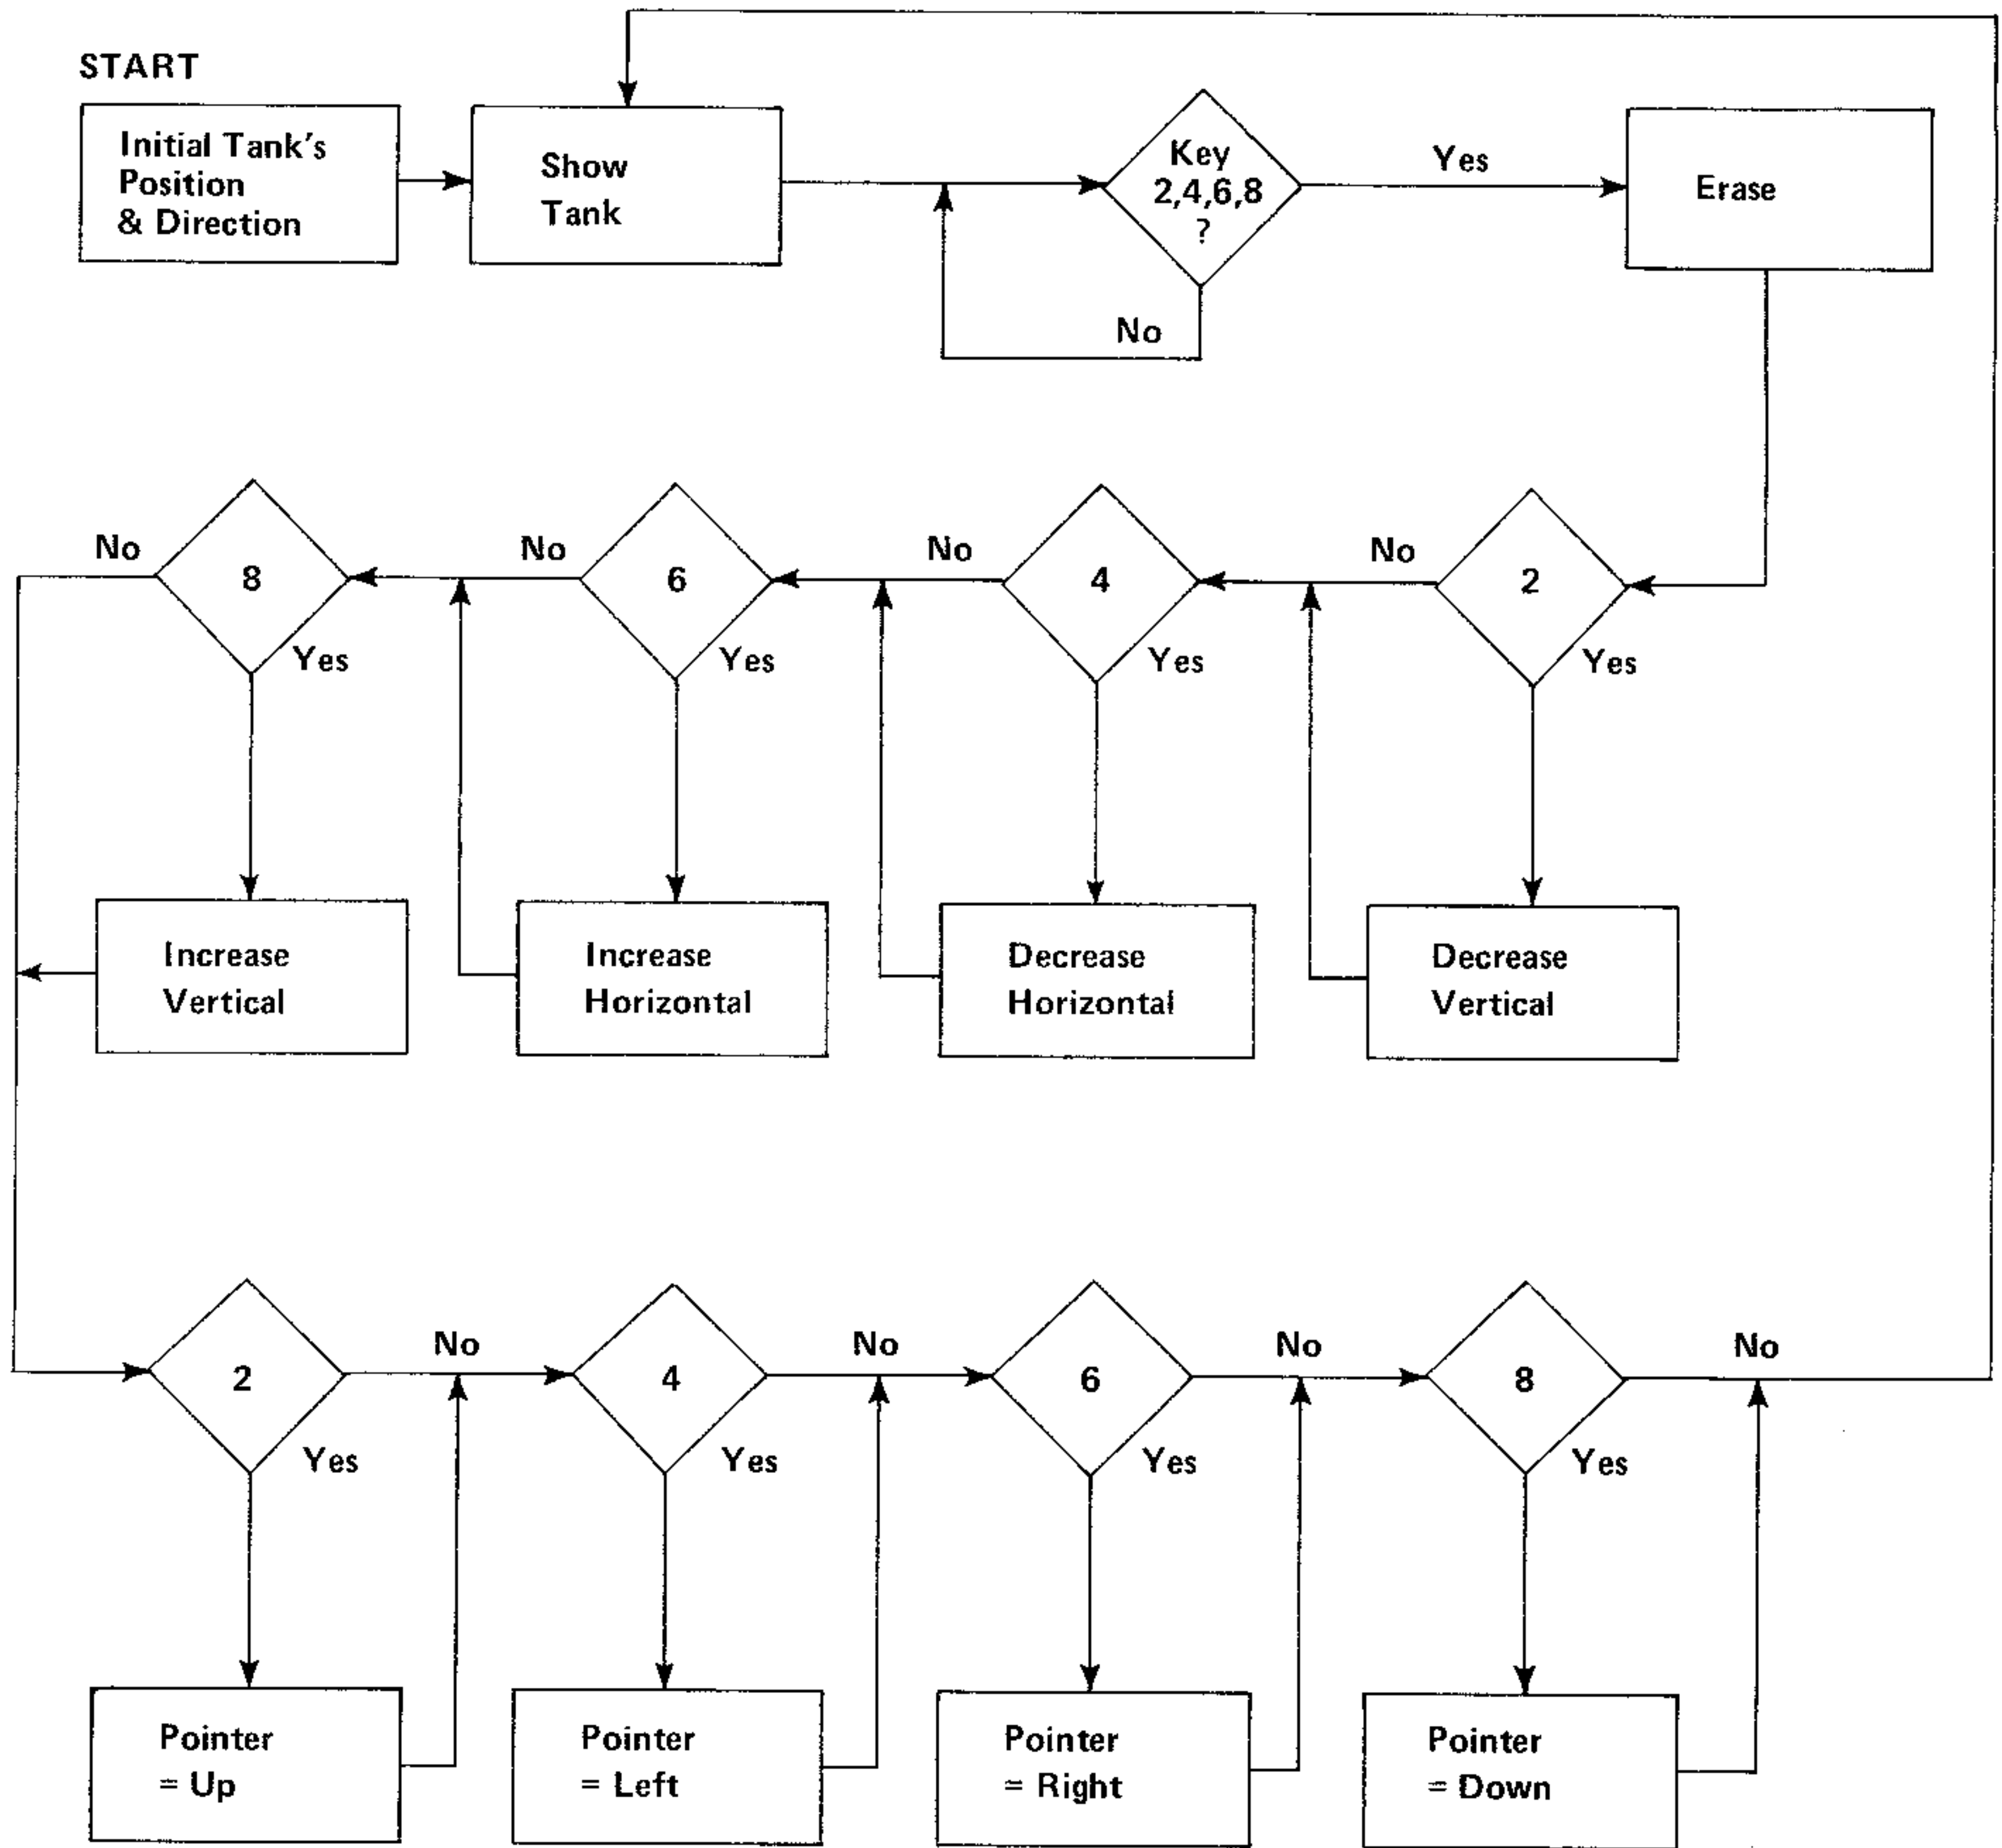 START
Initial Tank's
Position
& Direction
Show
Tank
Key
2,4,6,8
?
Yes
No
Erase
No
8
Yes
No
6
Yes
No
4
Yes
No
2
Yes
Increase
Vertical
Increase
Horizontal
Decrease
Horizontal
Decrease
Vertical
2
No
Yes
4
No
Yes
6
No
Yes
8
No
Yes
Pointer
= Up
Pointer
= Left
Pointer
= Right
Pointer
= Down